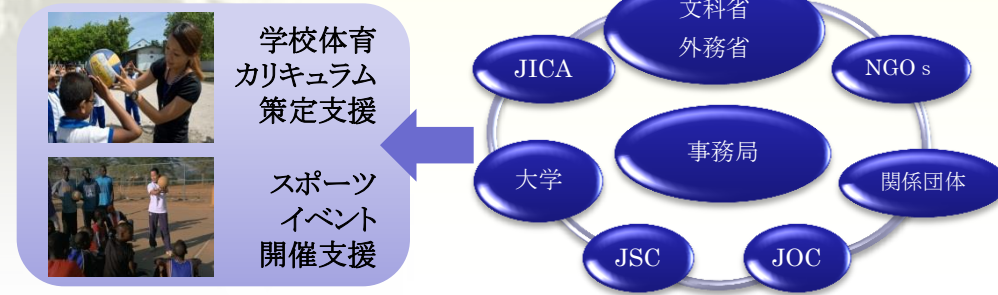 学校体育
カリキュラム
策定支援
スポーツ
イベント
開催支援
文科省
外務省
JICA
NGOｓ
事務局
大学
関係団体
JSC
JOC